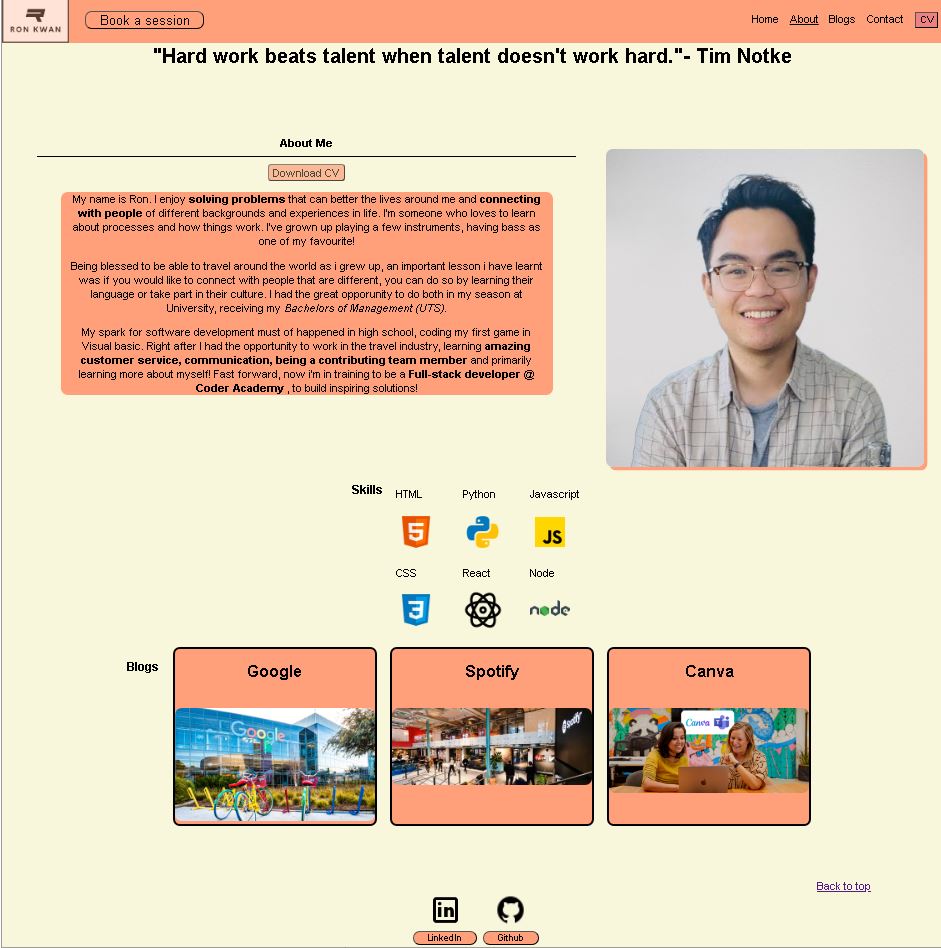 RON KWAN
Book a session
Home About Blogs Contact CV
"Hard work beats talent when talent doesn't work hard."- Tim Notke
About Me
Download CV
My name is Ron. I enjoy solving problems that can better the lives around me and connecting
with people of different backgrounds and experiences in life. I'm someone who loves to learn
about processes and how things work. I've grown up playing a few instruments, having bass as
one of my favourite!
Being blessed to be able to travel around the world as i grew up, an important lesson i have learnt
was if you would like to connect with people that are different, you can do so by learning their
language or take part in their culture. I had the great opporunity to do both in my season at
University, receiving my Bachelors of Management (UTS).
My spark for software development must of happened in high school, coding my first game in
Visual basic. Right after I had the opportunity to work in the travel industry, learning amazing
customer service, communication, being a contributing team member and primarily
learning more about myself! Fast forward, now i'm in training to be a Full-stack developer @
Coder Academy , to build inspiring solutions!
Skills
HTML Python Javascript
5 JS
CSS React Node
3 node
Blogs
Google Spotify Canva
Google Spotify Canva
Back to top
in
LinkedIn Github